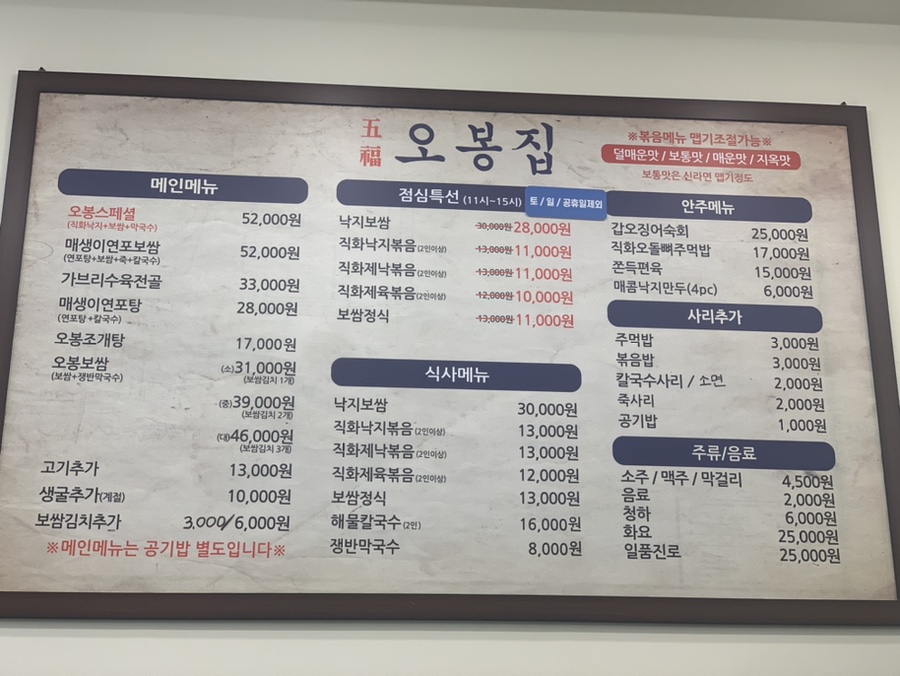 五福 오봉집
※볶음메뉴 맵기조절가능※
덜매운맛 / 보통맛 / 매운맛 / 지옥맛
보통맛은 신라면 맵기정도
메인메뉴
오봉스페셜 52,000원
(직화낙지+보쌈+막국수)
매생이연포보쌈 52,000원
(연포탕+보쌈+죽+칼국수)
가브리수육전골 33,000원
매생이연포탕 28,000원
(연포탕+칼국수)
오봉조개탕 17,000원
오봉보쌈 (소)31,000원
(보쌈+쟁반막국수) (보쌈김치 1개)
(중)39,000원
(보쌈김치 2개)
(대)46,000원
(보쌈김치 3개)
고기추가 13,000원
생굴추가(계절) 10,000원
보쌈김치추가 3,000/6,000원
※메인메뉴는 공기밥 별도입니다※
점심특선 (11시~15시) 토 / 일 / 공휴일제외
낙지보쌈 30,000원 28,000원
직화낙지볶음(2인이상) 13,000원 11,000원
직화제낙볶음(2인이상) 13,000원 11,000원
직화제육볶음(2인이상) 12,000원 10,000원
보쌈정식 13,000원 11,000원
식사메뉴
낙지보쌈 30,000원
직화낙지볶음(2인이상) 13,000원
직화제낙볶음(2인이상) 13,000원
직화제육볶음(2인이상) 12,000원
보쌈정식 13,000원
해물칼국수(2인) 16,000원
쟁반막국수 8,000원
안주메뉴
갑오징어숙회 25,000원
직화오돌뼈주먹밥 17,000원
쫀득편육 15,000원
매콤낙지만두(4pc) 6,000원
사리추가
주먹밥 3,000원
볶음밥 3,000원
칼국수사리 / 소면 2,000원
죽사리 2,000원
공기밥 1,000원
주류/음료
소주 / 맥주 / 막걸리 4,500원
음료 2,000원
청하 6,000원
화요 25,000원
일품진로 25,000원